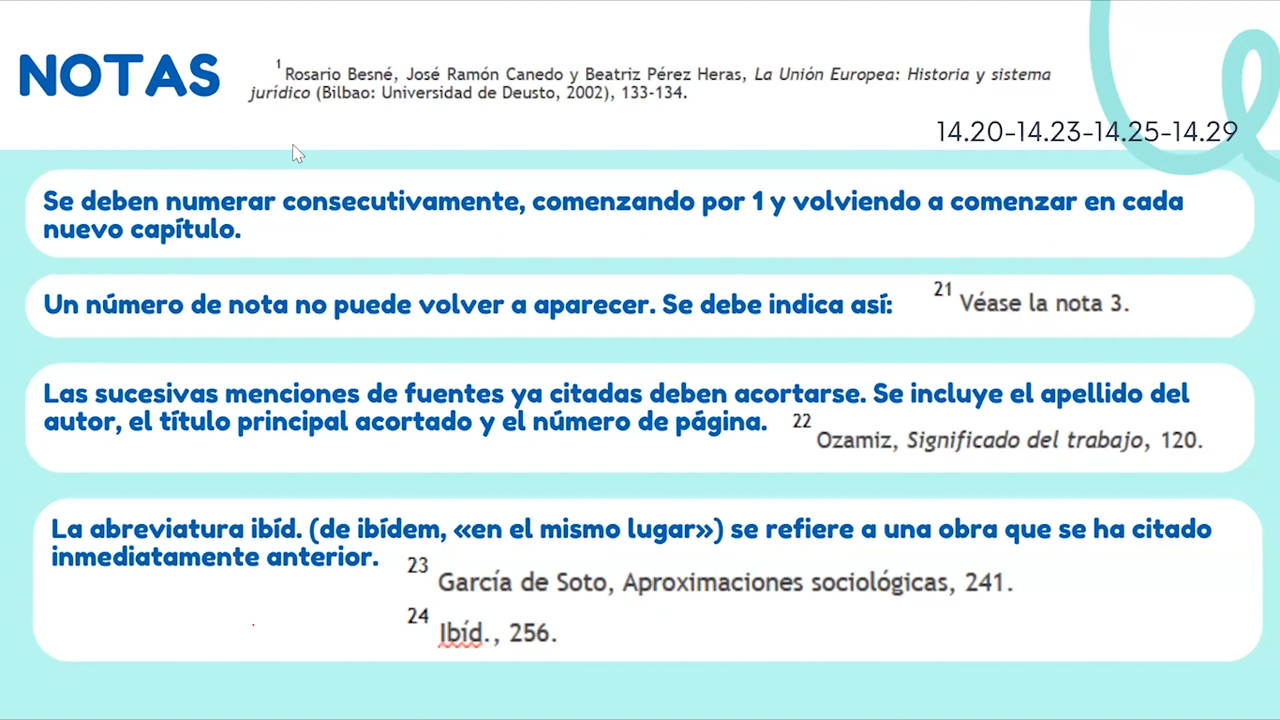 NOTAS
¹Rosario Besné, José Ramón Canedo y Beatriz Pérez Heras, La Unión Europea: Historia y sistema
jurídico (Bilbao: Universidad de Deusto, 2002), 133-134.
14.20-14.23-14.25-14.29
Se deben numerar consecutivamente, comenzando por 1 y volviendo a comenzar en cada
nuevo capítulo.
Un número de nota no puede volver a aparecer. Se debe indica así:
²¹ Véase la nota 3.
Las sucesivas menciones de fuentes ya citadas deben acortarse. Se incluye el apellido del
autor, el título principal acortado y el número de página.
²² Ozamiz, Significado del trabajo, 120.
La abreviatura ibíd. (de ibídem, «en el mismo lugar») se refiere a una obra que se ha citado
inmediatamente anterior.
²³ García de Soto, Aproximaciones sociológicas, 241.
²⁴ Ibíd., 256.